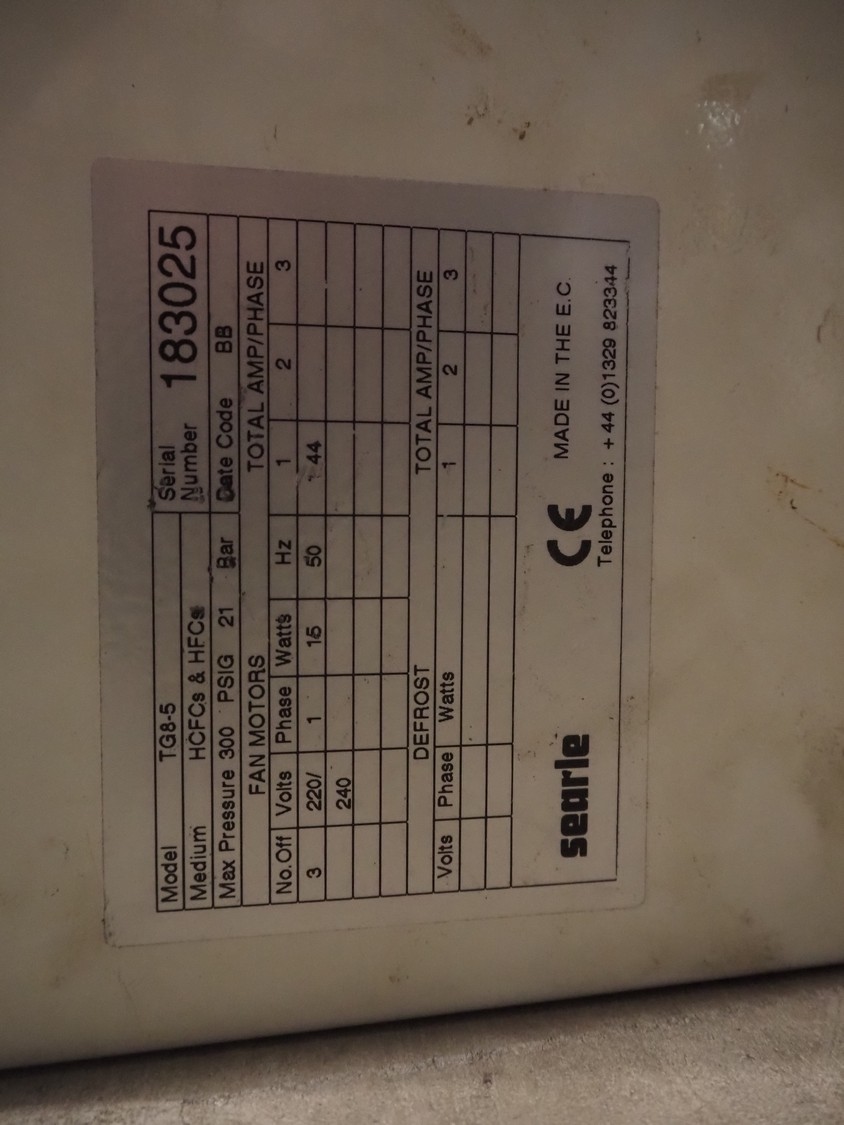 Model TG8-5 Serial Number 183025
Medium HCFCs & HFCs
Max Pressure 300 PSIG 21 Bar Date Code BB
FAN MOTORS TOTAL AMP/PHASE
No.Off Volts Phase Watts Hz 1 2 3
3 220/ 1 16 50 .44
240
DEFROST TOTAL AMP/PHASE
Volts Phase Watts 1 2 3
searle CE MADE IN THE E.C.
Telephone : +44 (0)1329 823344